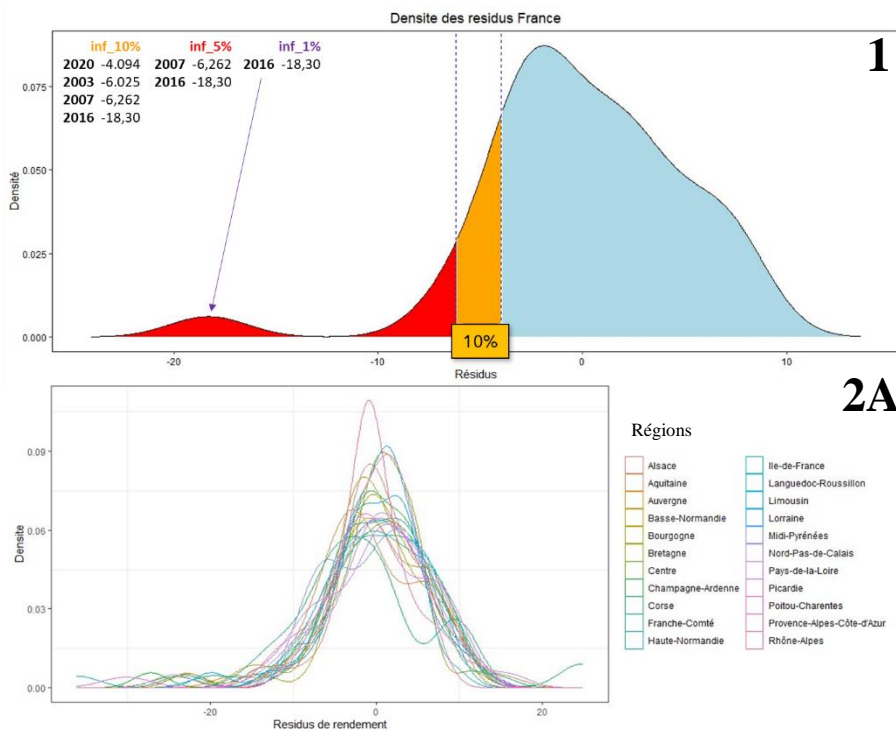 Densite des residus France
1
inf_10% inf_5% inf_1%
2020 -4.094 2007 -6,262 2016 -18,30
2003 -6.025 2016 -18,30
2007 -6,262
2016 -18,30
Densité
0.075
0.050
0.025
0.000
10%
-20 -10 0 10
Résidus
2A
Densite
0.09
0.06
0.03
0.00
-20 0 20
Residus de rendement
Régions
Alsace
Aquitaine
Auvergne
Basse-Normandie
Bourgogne
Bretagne
Centre
Champagne-Ardenne
Corse
Franche-Comté
Haute-Normandie
Ile-de-France
Languedoc-Roussillon
Limousin
Lorraine
Midi-Pyrénées
Nord-Pas-de-Calais
Pays-de-la-Loire
Picardie
Poitou-Charentes
Provence-Alpes-Côte-d'Azur
Rhône-Alpes